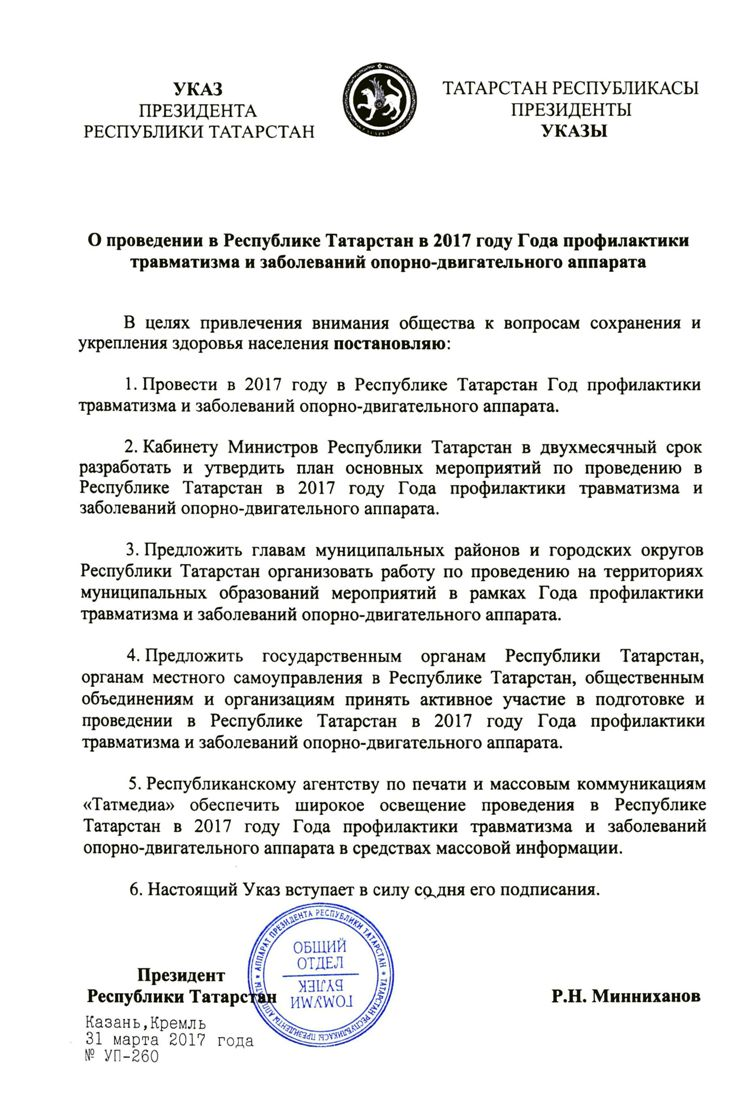 УКАЗ
ПРЕЗИДЕНТА
РЕСПУБЛИКИ ТАТАРСТАН
ТАТАРСТАН РЕСПУБЛИКАСЫ
ПРЕЗИДЕНТЫ
УКАЗЫ
О проведении в Республике Татарстан в 2017 году Года профилактики
травматизма и заболеваний опорно-двигательного аппарата
В целях привлечения внимания общества к вопросам сохранения и
укрепления здоровья населения постановляю:
1. Провести в 2017 году в Республике Татарстан Год профилактики
травматизма и заболеваний опорно-двигательного аппарата.
2. Кабинету Министров Республики Татарстан в двухмесячный срок
разработать и утвердить план основных мероприятий по проведению в
Республике Татарстан в 2017 году Года профилактики травматизма и
заболеваний опорно-двигательного аппарата.
3. Предложить главам муниципальных районов и городских округов
Республики Татарстан организовать работу по проведению на территориях
муниципальных образований мероприятий в рамках Года профилактики
травматизма и заболеваний опорно-двигательного аппарата.
4. Предложить государственным органам Республики Татарстан,
органам местного самоуправления в Республике Татарстан, общественным
объединениям и организациям принять активное участие в подготовке и
проведении в Республике Татарстан в 2017 году Года профилактики
травматизма и заболеваний опорно-двигательного аппарата.
5. Республиканскому агентству по печати и массовым коммуникациям
«Татмедиа» обеспечить широкое освещение проведения в Республике
Татарстан в 2017 году Года профилактики травматизма и заболеваний
опорно-двигательного аппарата в средствах массовой информации.
6. Настоящий Указ вступает в силу со дня его подписания.
АППАРАТ ПРЕЗИДЕНТА РЕСПУБЛИКИ ТАТАРСТАН
ТАТАРСТАН РЕСПУБЛИКАСЫ ПРЕЗИДЕНТЫ АППАРАТЫ
ОБЩИЙ
ОТДЕЛ
ГОМУМИ
БҮЛЕК
Президент
Республики Татарстан
Р.Н. Минниханов
Казань,Кремль
31 марта 2017 года
№ УП-260